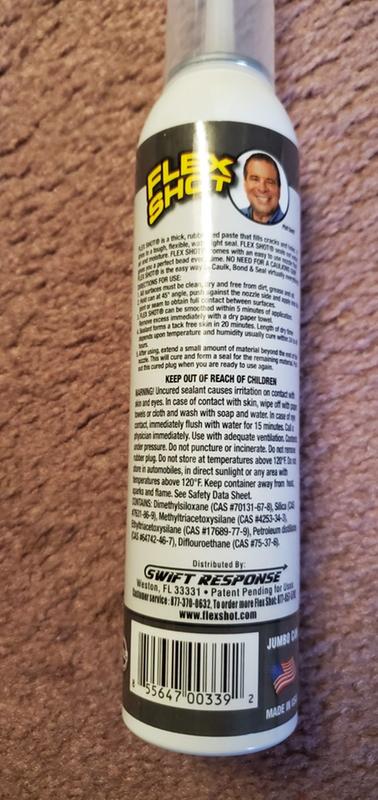 FLEX
SHOT
FLEX SHOT® is a thick, rubberized paste that fills cracks and
to a tough, flexible, watertight seal. FLEX SHOT®
and moisture. FLEX SHOT® comes with an easy to use nozzle
gives you a perfect bead every time. NO NEED FOR A CAULKING
FLEX SHOT® is the easy way to Caulk, Bond & Seal virtually
DIRECTIONS FOR USE:
1. All surfaces must be clean, dry and free from dirt, grease and
2. Hold can at 45° angle, push against the nozzle side and apply
joint or seam to obtain full contact between surfaces.
3. FLEX SHOT® can be smoothed within 5 minutes of application.
Remove excess immediately with a dry paper towel.
4. Sealant forms a tack free skin in 20 minutes. Length of dry time
depends upon temperature and humidity usually cure within 24
hours.
5. After using, extend a small amount of material beyond the end of
nozzle. This will cure and form a seal for the remaining material.
out this cured plug when you are ready to use again.
KEEP OUT OF REACH OF CHILDREN
WARNING! Uncured sealant causes irritation on contact with
skin and eyes. In case of contact with skin, wipe off with paper
towels or cloth and wash with soap and water. In case of eye
contact, immediately flush with water for 15 minutes. Call a
physician immediately. Use with adequate ventilation. Contents
under pressure. Do not puncture or incinerate. Do not remove
under plug. Do not store at temperatures above 120°F. Do not
store in automobiles, in direct sunlight or any area with
temperatures above 120°F. Keep container away from heat,
sparks and flame. See Safety Data Sheet.
CONTAINS: Dimethylsiloxane (CAS #70131-67-8), Silica (CAS
#7631-86-9), Methyltriacetoxysilane (CAS #4253-34-3),
Ethyltriacetoxysilane (CAS #17689-77-9), Petroleum distillates
(CAS #64742-46-7), Diflouroethane (CAS #75-37-6).
Distributed By:
SWIFT RESPONSE
Weston, FL 33331 • Patent Pending for Uses
Customer service: 877-370-0632, To order more Flex Shot:
www.flexshot.com
JUMBO
8 55647 00339 2
MADE IN